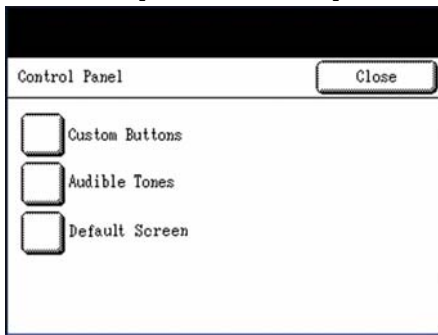 Control Panel
Close
Custom Buttons
Audible Tones
Default Screen